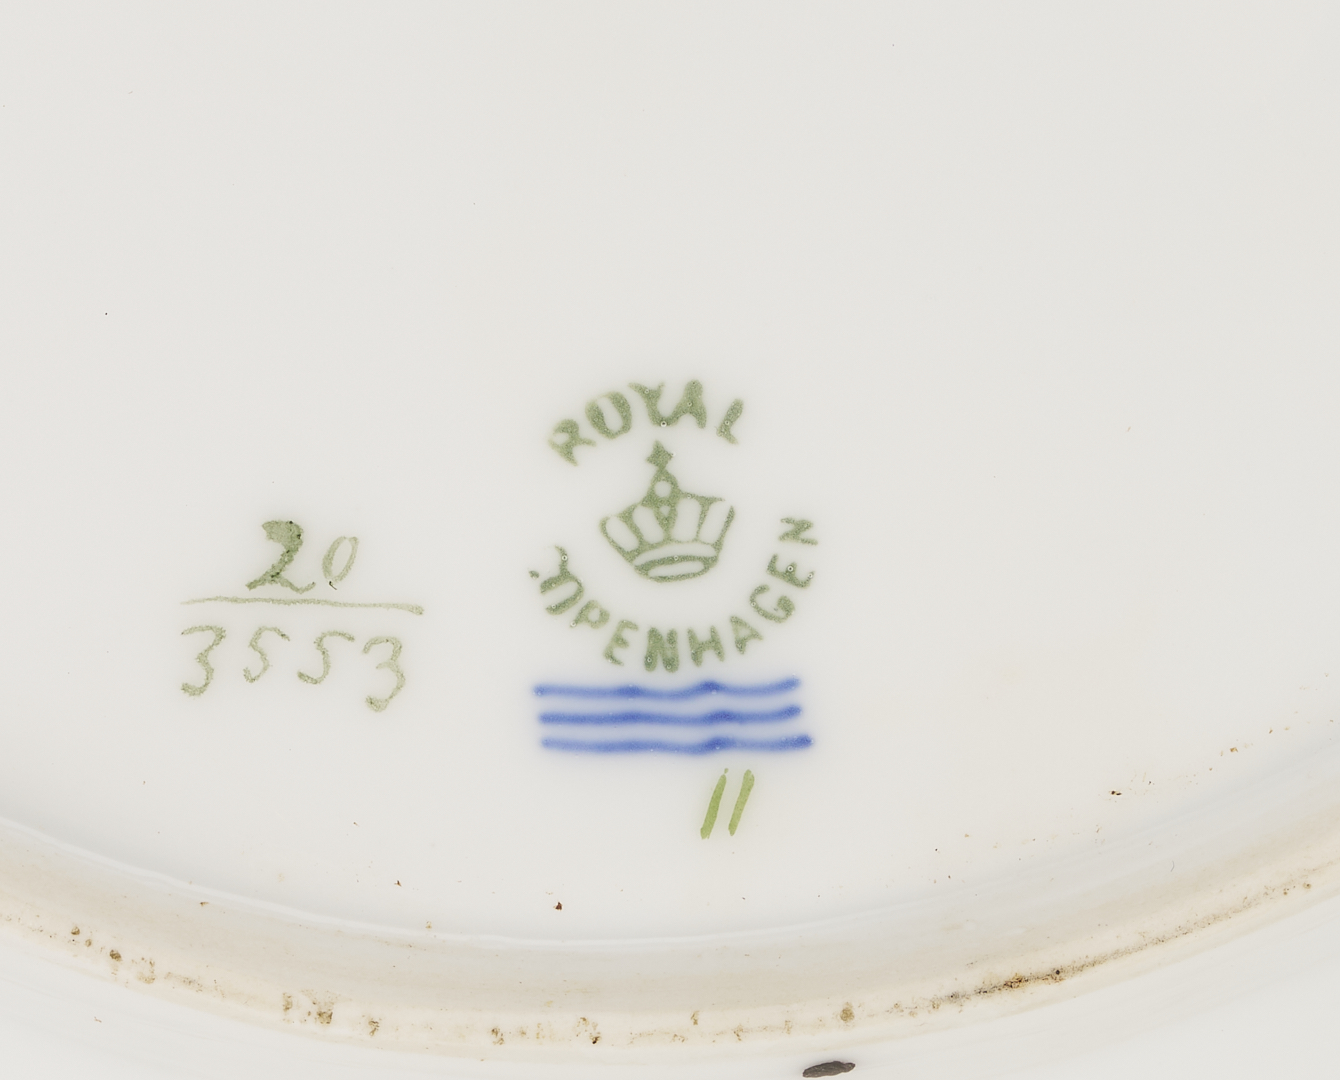 ROYAL
COPENHAGEN
20
3553
11